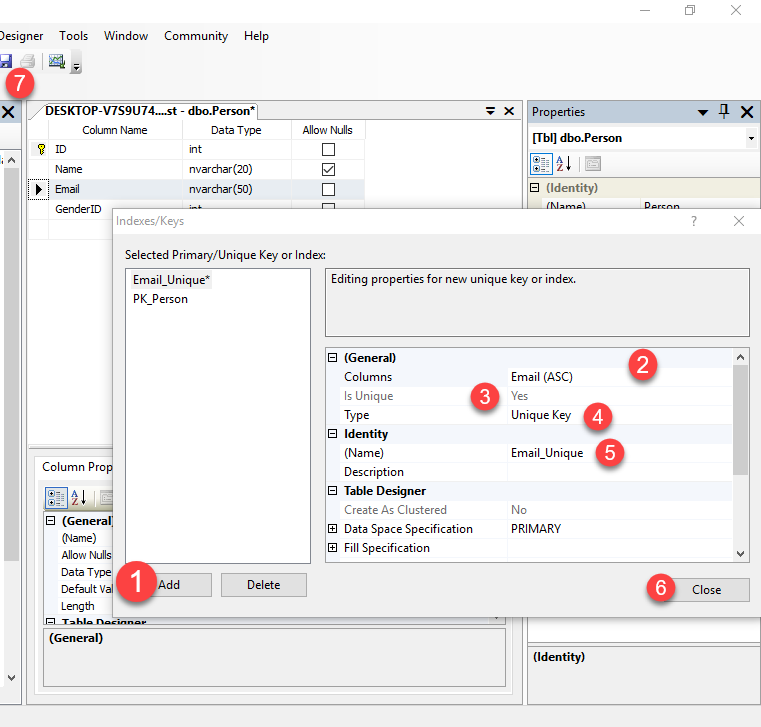 Designer Tools Window Community Help
7
DESKTOP-V7S9U74....st - dbo.Person*
Properties
Column Name Data Type Allow Nulls
[Tbl] dbo.Person
ID int
Name nvarchar(20)
Email nvarchar(50)
(Identity)
GenderID int
(Name) Person
Indexes/Keys
Selected Primary/Unique Key or Index:
Email_Unique*
PK_Person
Editing properties for new unique key or index.
(General)
2
Columns Email (ASC)
Is Unique 3 Yes
Type Unique Key 4
Identity
(Name) Email_Unique 5
Description
Table Designer
Create As Clustered No
Data Space Specification PRIMARY
Fill Specification
1 Add Delete
6 Close
Column Prop
(General)
(Name)
Allow Nulls
Data Type
Default Val
Length
Table Designer
(General)
(Identity)